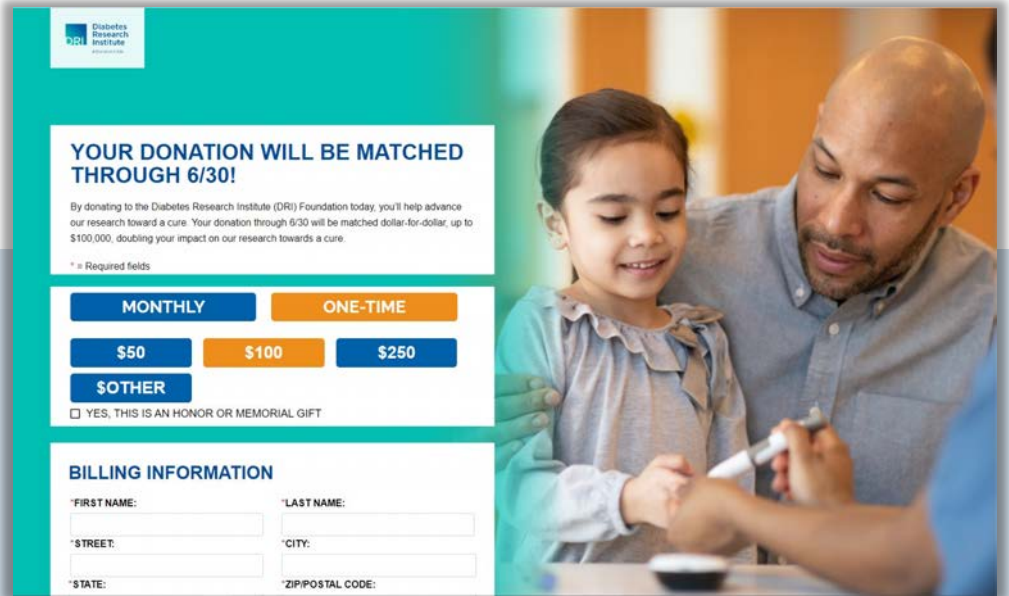 Diabetes
Research
Institute
DRI
FOUNDATION
YOUR DONATION WILL BE MATCHED
THROUGH 6/30!
By donating to the Diabetes Research Institute (DRI) Foundation today, you'll help advance
our research toward a cure. Your donation through 6/30 will be matched dollar-for-dollar, up to
$100,000, doubling your impact on our research towards a cure.
* = Required fields
MONTHLY ONE-TIME
$50 $100 $250
$OTHER
YES, THIS IS AN HONOR OR MEMORIAL GIFT
BILLING INFORMATION
*FIRST NAME: *LAST NAME:
*STREET: *CITY:
*STATE: *ZIP/POSTAL CODE: